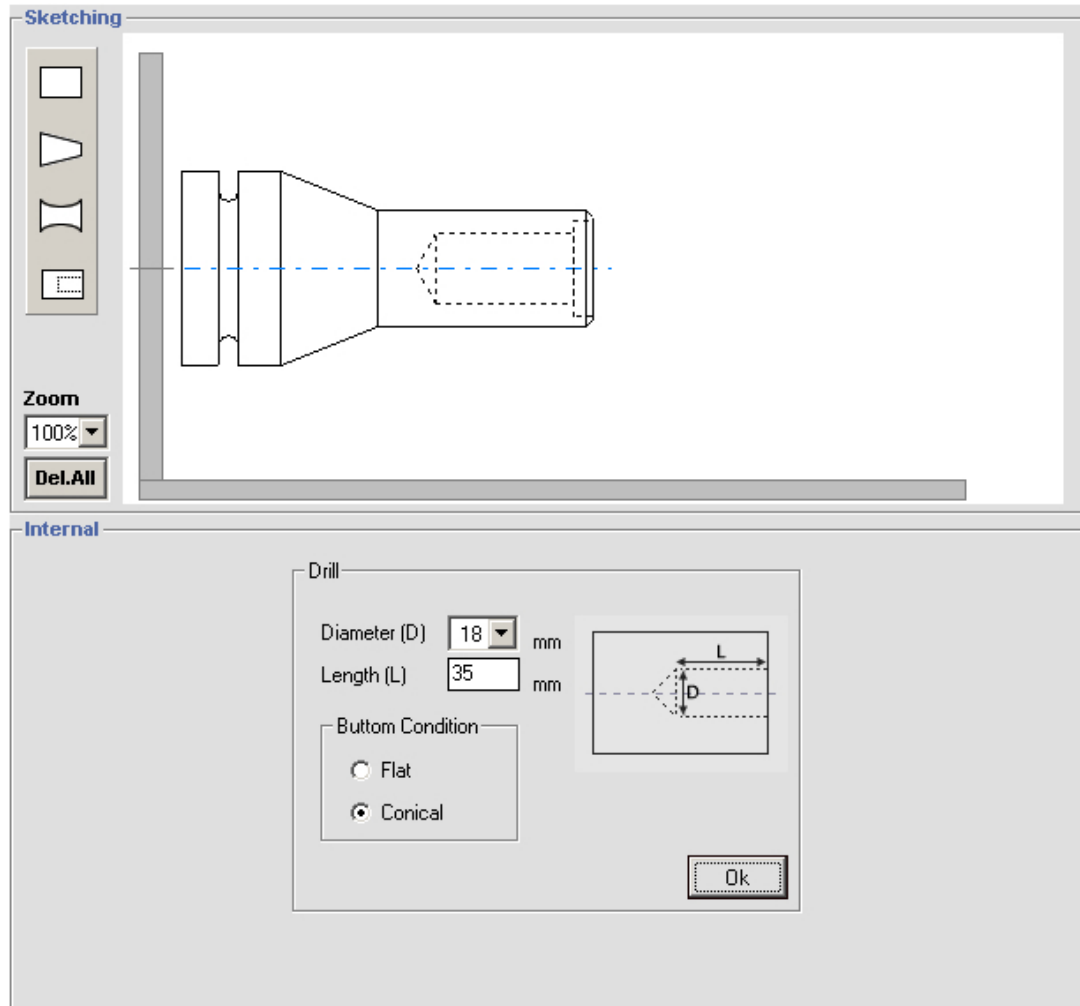 Sketching
Zoom
100%
Del.All
Internal
Drill
Diameter (D) 18 mm
Length (L) 35 mm
Buttom Condition
Flat
Conical
L
D
Ok